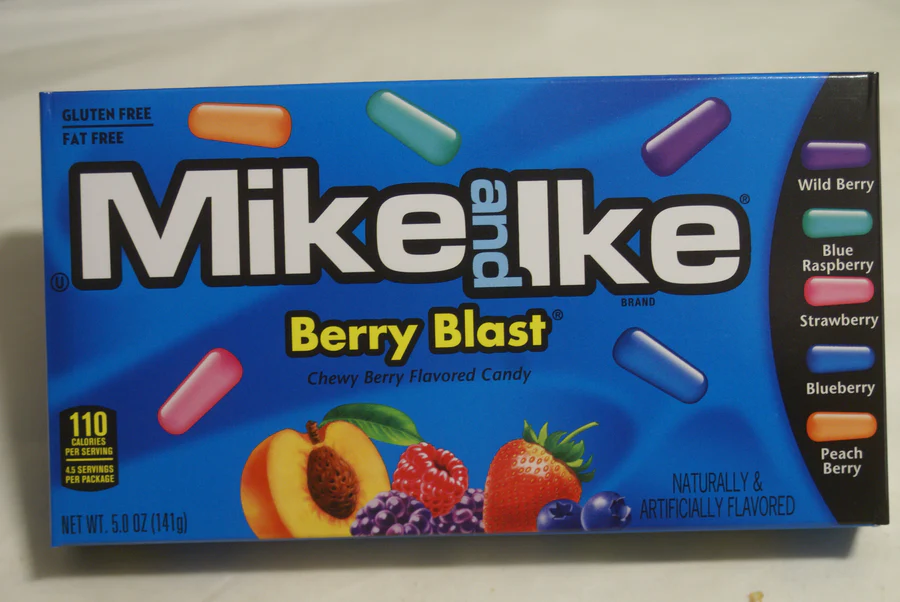 GLUTEN FREE
FAT FREE
Mike and Ike®
BRAND
U
Berry Blast®
Chewy Berry Flavored Candy
110
CALORIES
PER SERVING
4.5 SERVINGS
PER PACKAGE
NET WT. 5.0 OZ (141g)
NATURALLY &
ARTIFICIALLY FLAVORED
Wild Berry
Blue
Raspberry
Strawberry
Blueberry
Peach
Berry